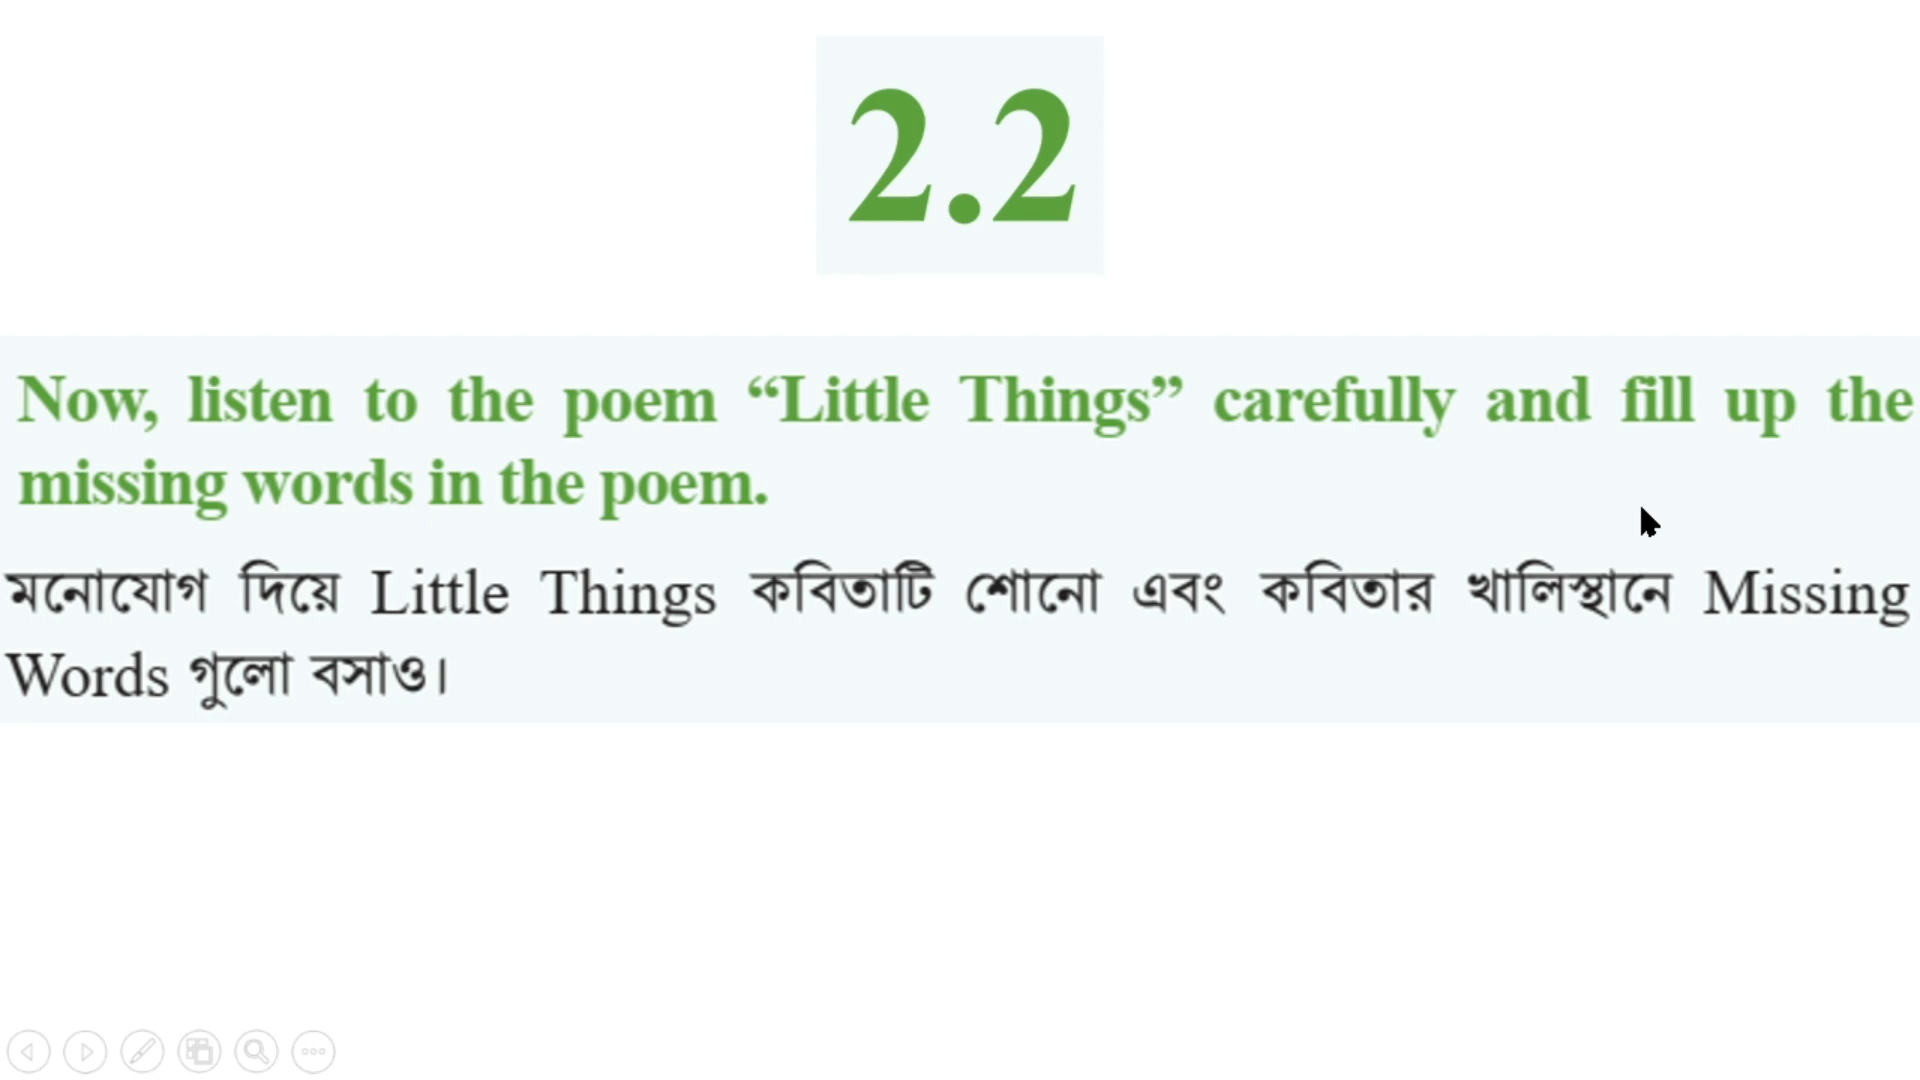 2.2
Now, listen to the poem “Little Things” carefully and fill up the
missing words in the poem.
মনোযোগ দিয়ে Little Things কবিতাটি শোনো এবং কবিতার খালিস্থানে Missing
Words গুলো বসাও।